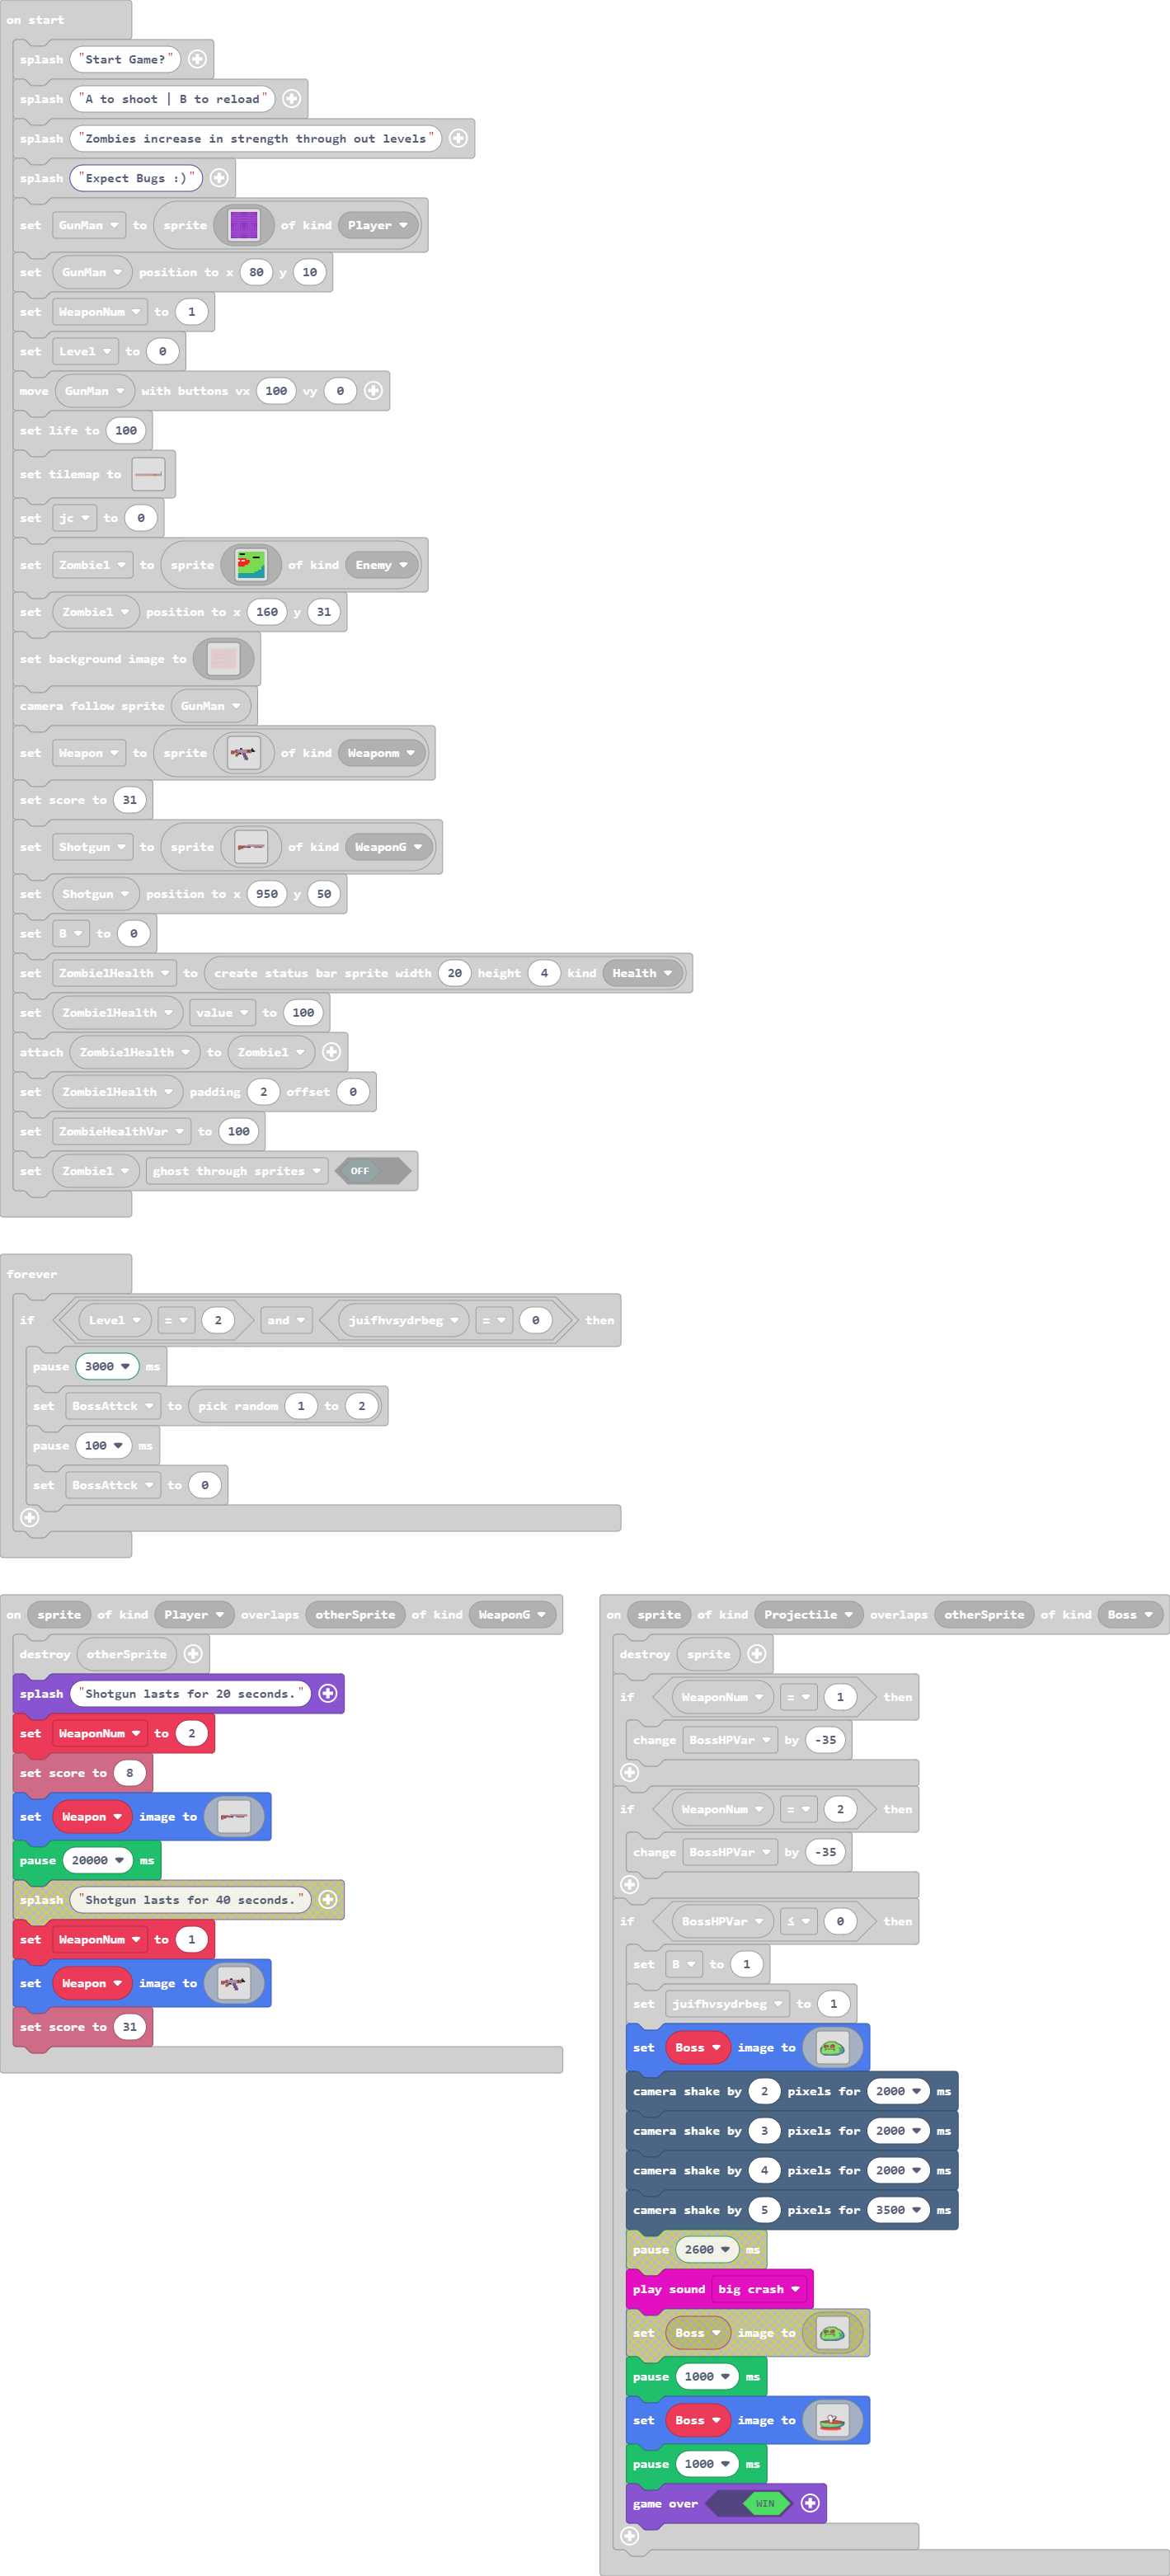 on start
splash "Start Game?"
splash "A to shoot | B to reload"
splash "Zombies increase in strength through out levels"
splash "Expect Bugs :)"
set GunMan to sprite of kind Player
set GunMan position to x 80 y 10
set WeaponNum to 1
set Level to 0
move GunMan with buttons vx 100 vy 0
set life to 100
set tilemap to
set jc to 0
set Zombie1 to sprite of kind Enemy
set Zombie1 position to x 160 y 31
set background image to
camera follow sprite GunMan
set Weapon to sprite of kind Weaponm
set score to 31
set Shotgun to sprite of kind WeaponG
set Shotgun position to x 950 y 50
set B to 0
set Zombie1Health to create status bar sprite width 20 height 4 kind Health
set Zombie1Health value to 100
attach Zombie1Health to Zombie1
set Zombie1Health padding 2 offset 0
set ZombieHealthVar to 100
set Zombie1 ghost through sprites OFF
forever
if Level = 2 and juifhvsydrbeg = 0 then
pause 3000 ms
set BossAttck to pick random 1 to 2
pause 100 ms
set BossAttck to 0
on sprite of kind Player overlaps otherSprite of kind WeaponG
destroy otherSprite
splash "Shotgun lasts for 20 seconds."
set WeaponNum to 2
set score to 8
set Weapon image to
pause 20000 ms
splash "Shotgun lasts for 40 seconds."
set WeaponNum to 1
set Weapon image to
set score to 31
on sprite of kind Projectile overlaps otherSprite of kind Boss
destroy sprite
if WeaponNum = 1 then
change BossHPVar by -35
if WeaponNum = 2 then
change BossHPVar by -35
if BossHPVar ≤ 0 then
set B to 1
set juifhvsydrbeg to 1
set Boss image to
camera shake by 2 pixels for 2000 ms
camera shake by 3 pixels for 2000 ms
camera shake by 4 pixels for 2000 ms
camera shake by 5 pixels for 3500 ms
pause 2600 ms
play sound big crash
set Boss image to
pause 1000 ms
set Boss image to
pause 1000 ms
game over WIN